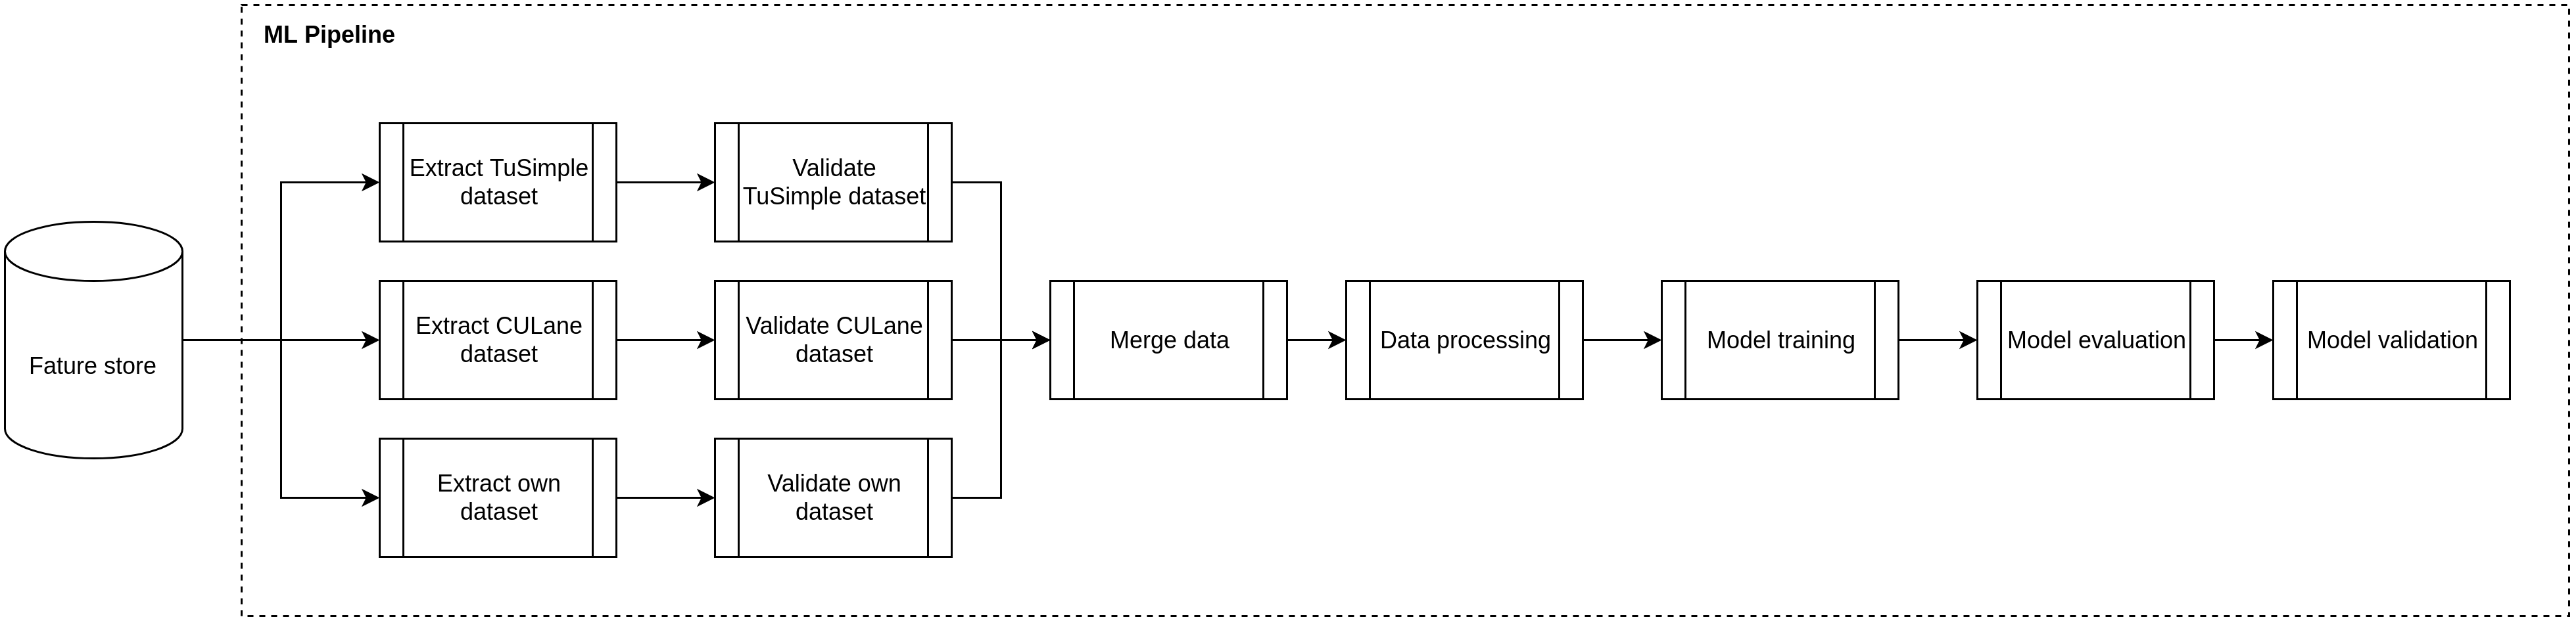 ML Pipeline
Extract TuSimple
dataset
Validate
TuSimple dataset
Fature store
Extract CULane
dataset
Validate CULane
dataset
Merge data
Data processing
Model training
Model evaluation
Model validation
Extract own
dataset
Validate own
dataset